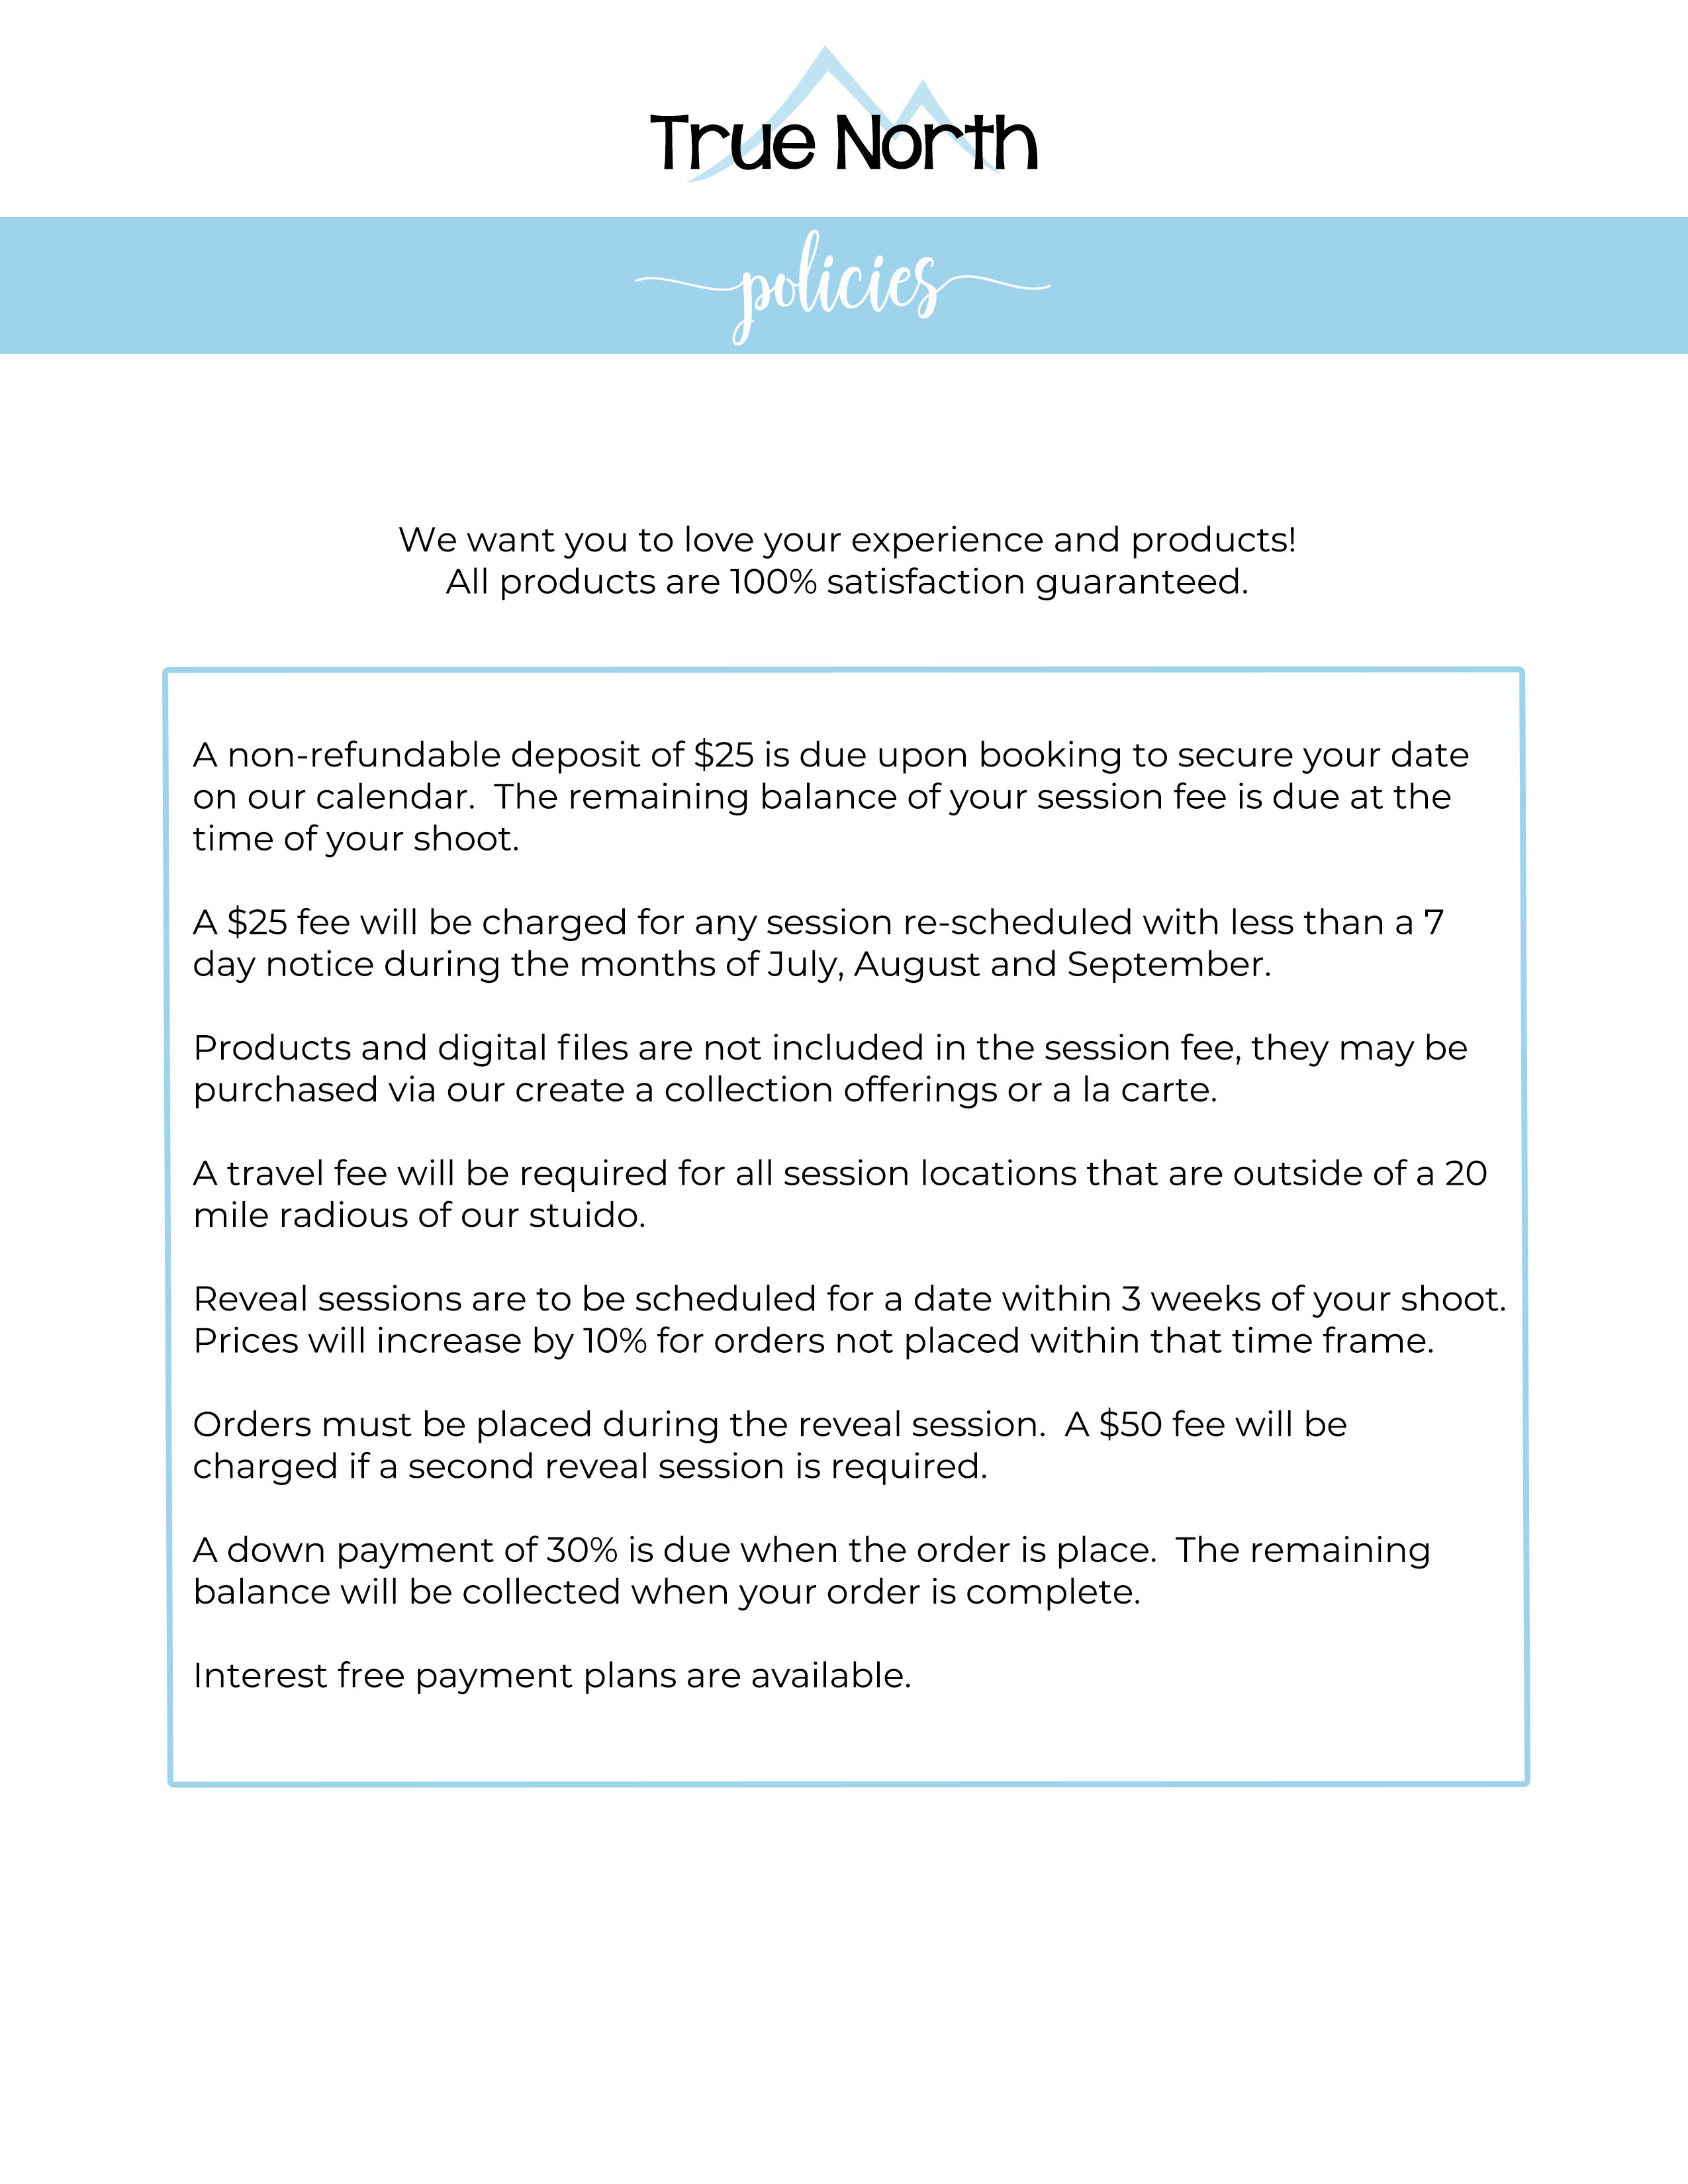 True North
policies
We want you to love your experience and products!
All products are 100% satisfaction guaranteed.
A non-refundable deposit of $25 is due upon booking to secure your date
on our calendar.  The remaining balance of your session fee is due at the
time of your shoot.
A $25 fee will be charged for any session re-scheduled with less than a 7
day notice during the months of July, August and September.
Products and digital files are not included in the session fee, they may be
purchased via our create a collection offerings or a la carte.
A travel fee will be required for all session locations that are outside of a 20
mile radious of our stuido.
Reveal sessions are to be scheduled for a date within 3 weeks of your shoot.
Prices will increase by 10% for orders not placed within that time frame.
Orders must be placed during the reveal session.  A $50 fee will be
charged if a second reveal session is required.
A down payment of 30% is due when the order is place.  The remaining
balance will be collected when your order is complete.
Interest free payment plans are available.